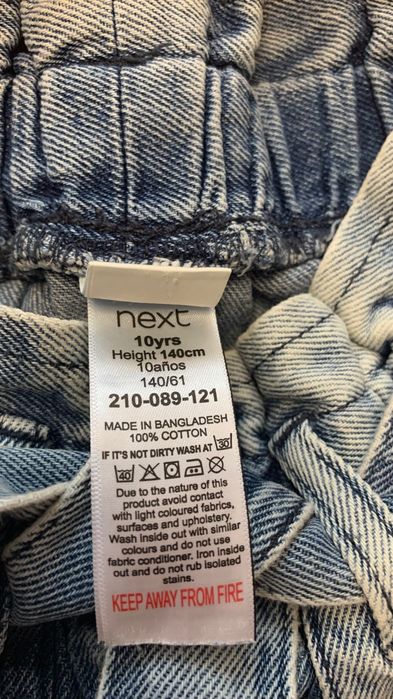 next
10yrs
Height 140cm
10años
140/61
210-089-121
MADE IN BANGLADESH
100% COTTON
IF IT'S NOT DIRTY WASH AT 30
40
Due to the nature of this
product avoid contact
with light coloured fabrics,
surfaces and upholstery.
Wash inside out with similar
colours and do not use
fabric conditioner. Iron inside
out and do not rub isolated
stains.
KEEP AWAY FROM FIRE